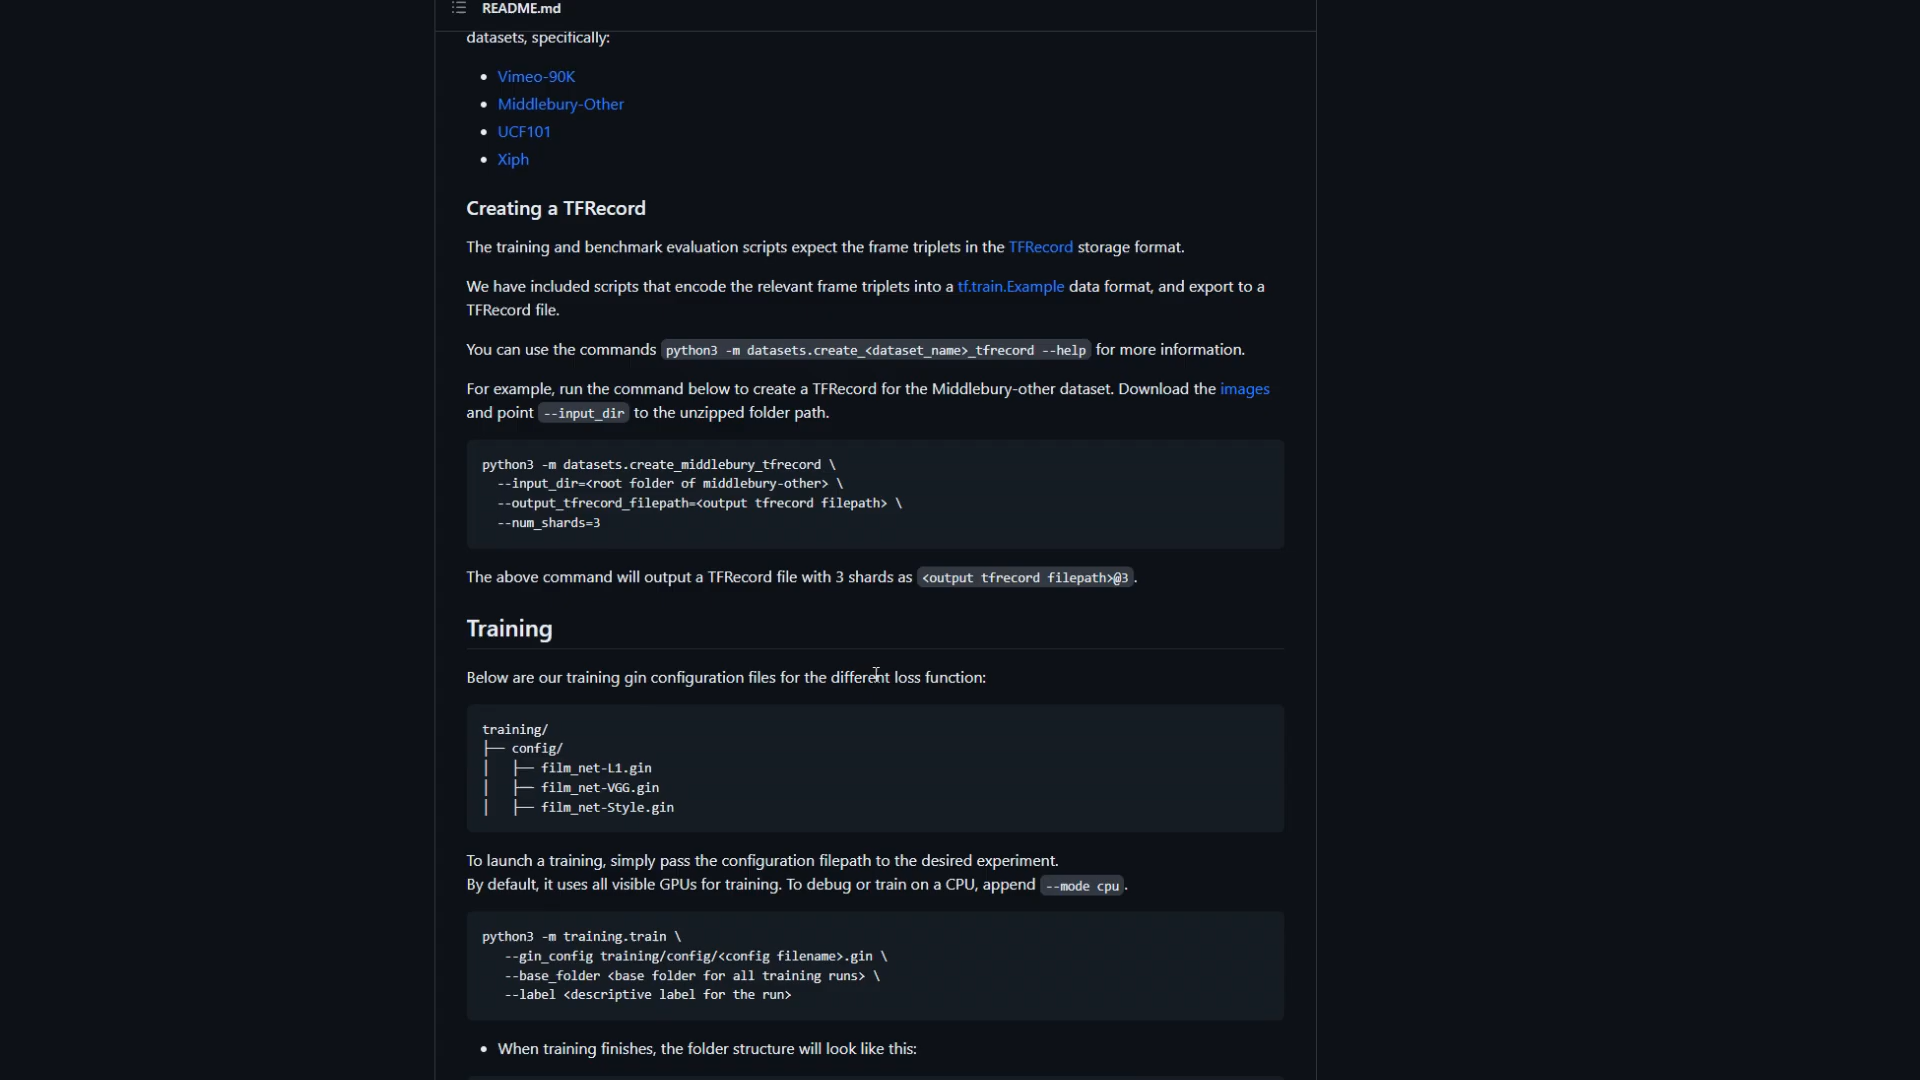 README.md
datasets, specifically:
Vimeo-90K
Middlebury-Other
UCF101
Xiph
Creating a TFRecord
The training and benchmark evaluation scripts expect the frame triplets in the TFRecord storage format.
We have included scripts that encode the relevant frame triplets into a tf.train.Example data format, and export to a
TFRecord file.
You can use the commands python3 -m datasets.create_<dataset_name>_tfrecord --help for more information.
For example, run the command below to create a TFRecord for the Middlebury-other dataset. Download the images
and point --input_dir to the unzipped folder path.
python3 -m datasets.create_middlebury_tfrecord \
--input_dir=<root folder of middlebury-other> \
--output_tfrecord_filepath=<output tfrecord filepath> \
--num_shards=3
The above command will output a TFRecord file with 3 shards as <output tfrecord filepath>@3.
Training
Below are our training gin configuration files for the different loss function:
training/
├── config/
│   ├── film_net-L1.gin
│   ├── film_net-VGG.gin
│   ├── film_net-Style.gin
To launch a training, simply pass the configuration filepath to the desired experiment.
By default, it uses all visible GPUs for training. To debug or train on a CPU, append --mode cpu.
python3 -m training.train \
--gin_config training/config/<config filename>.gin \
--base_folder <base folder for all training runs> \
--label <descriptive label for the run>
When training finishes, the folder structure will look like this: